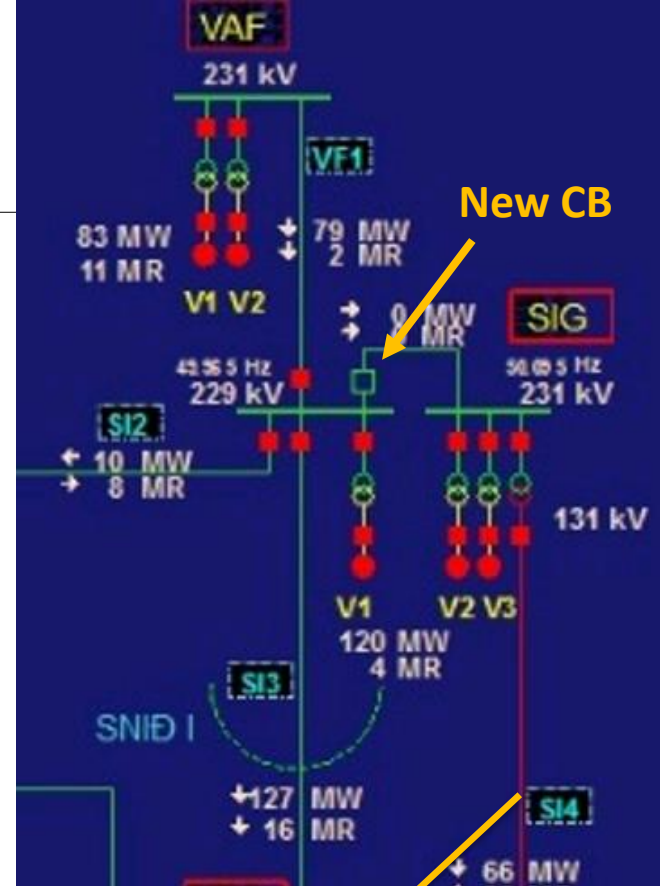 VAF
231 kV
VF1
New CB
83 MW
11 MR
79 MW
2 MR
V1 V2
MW
MR
SIG
229 kV
231 kV
SI2
10 MW
8 MR
131 kV
V1
V2 V3
120 MW
4 MR
SI3
SNIÐ I
127 MW
16 MR
SI4
66 MW